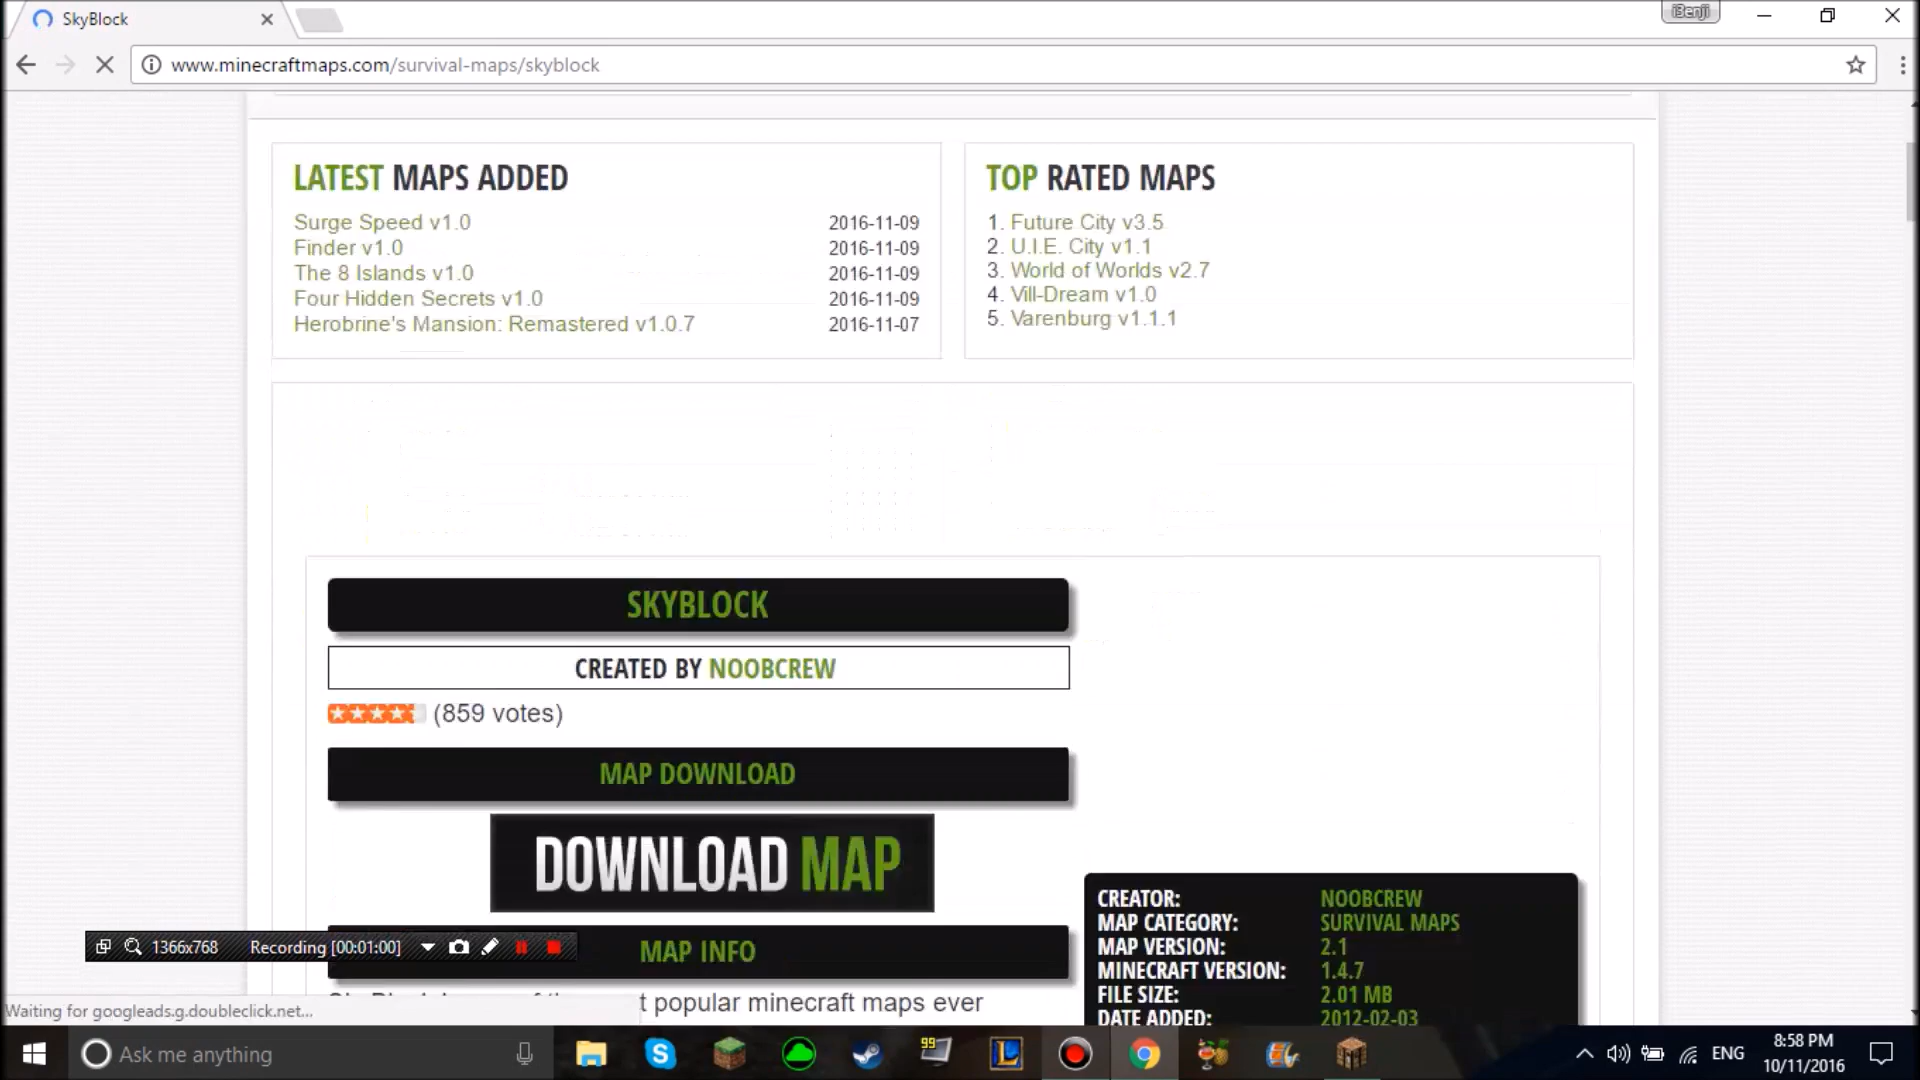 SkyBlock
i3enji
www.minecraftmaps.com/survival-maps/skyblock
LATEST MAPS ADDED
Surge Speed v1.0 2016-11-09
Finder v1.0 2016-11-09
The 8 Islands v1.0 2016-11-09
Four Hidden Secrets v1.0 2016-11-09
Herobrine's Mansion: Remastered v1.0.7 2016-11-07
TOP RATED MAPS
1. Future City v3.5
2. U.I.E. City v1.1
3. World of Worlds v2.7
4. Vill-Dream v1.0
5. Varenburg v1.1.1
SKYBLOCK
CREATED BY NOOBCREW
(859 votes)
MAP DOWNLOAD
DOWNLOAD MAP
MAP INFO
t popular minecraft maps ever
CREATOR: NOOBCREW
MAP CATEGORY: SURVIVAL MAPS
MAP VERSION: 2.1
MINECRAFT VERSION: 1.4.7
FILE SIZE: 2.01 MB
DATE ADDED: 2012-02-03
1366x768 Recording [00:01:00]
Waiting for googleads.g.doubleclick.net...
Ask me anything
99
L
ENG
8:58 PM
10/11/2016